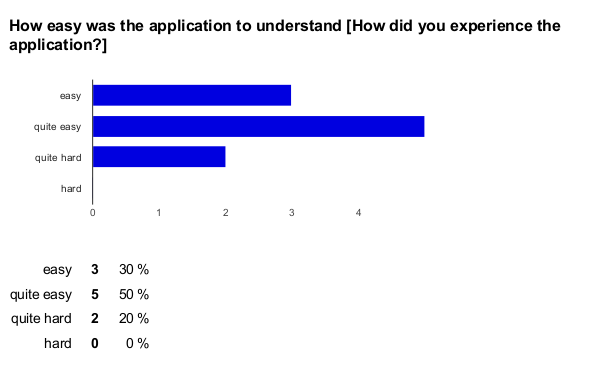 How easy was the application to understand [How did you experience the
application?]
easy
quite easy
quite hard
hard
0 1 2 3 4
easy 3 30 %
quite easy 5 50 %
quite hard 2 20 %
hard 0 0 %